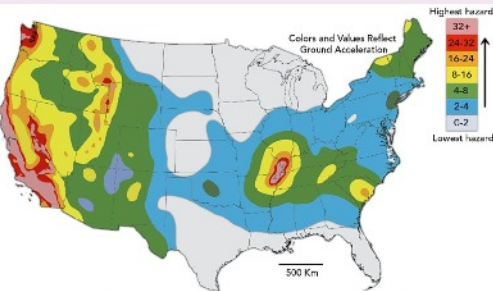 Highest hazard
Colors and Values Reflect
Ground Acceleration
32+
24-32
16-24
8-16
4-8
2-4
0-2
Lowest hazard
500 Km